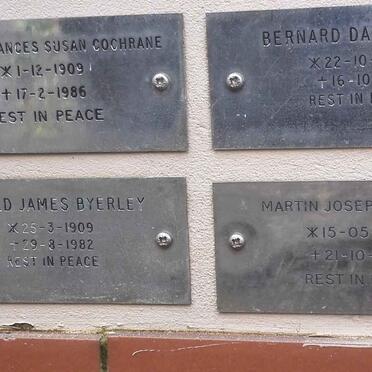 ANCES SUSAN COCHRANE
*1-12-1909
+17-2-1986
EST IN PEACE
BERNARD DA
*22-10-
+16-10
REST IN
LD JAMES BYERLEY
*25-3-1909
+29-8-1982
REST IN PEACE
MARTIN JOSEP
*15-05
+21-10-
REST IN